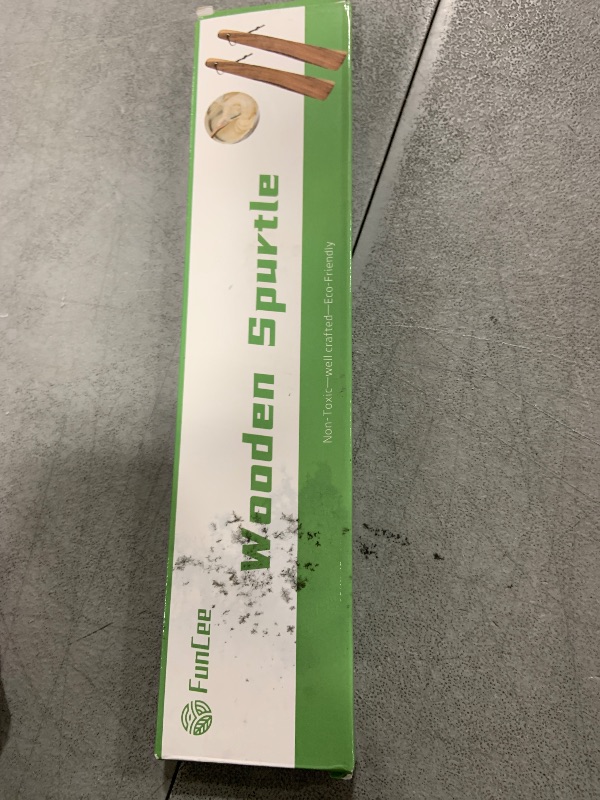 FunCee
Wooden Spurtle
Non-Toxic—well crafted—Eco-Friendly